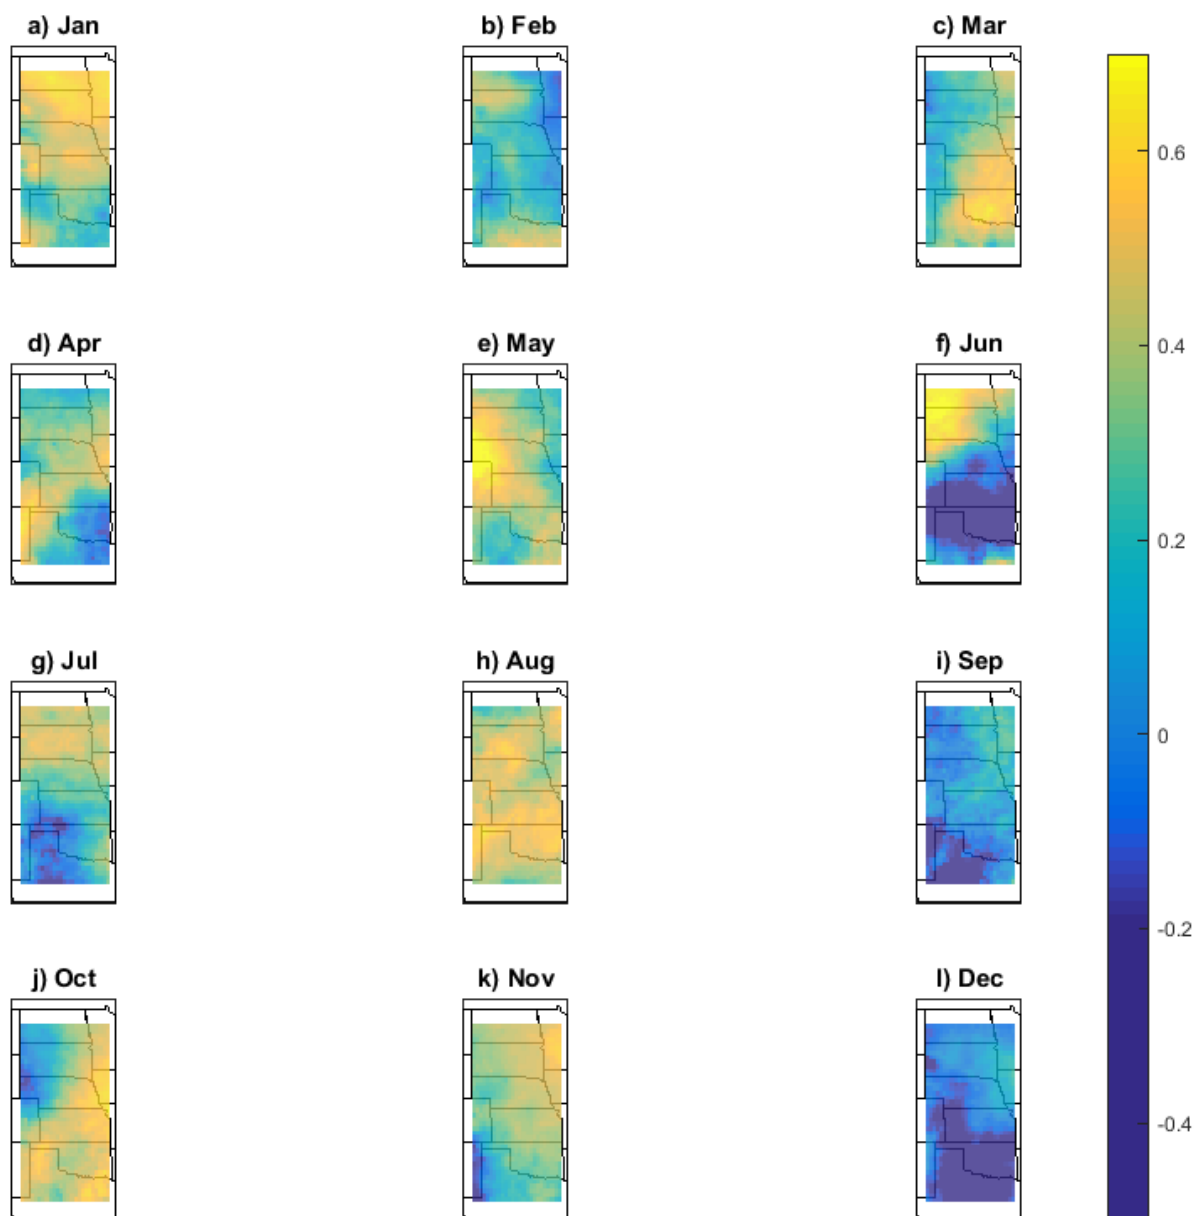 a) Jan
b) Feb
c) Mar
d) Apr
e) May
f) Jun
g) Jul
h) Aug
i) Sep
j) Oct
k) Nov
l) Dec
0.6
0.4
0.2
0
-0.2
-0.4